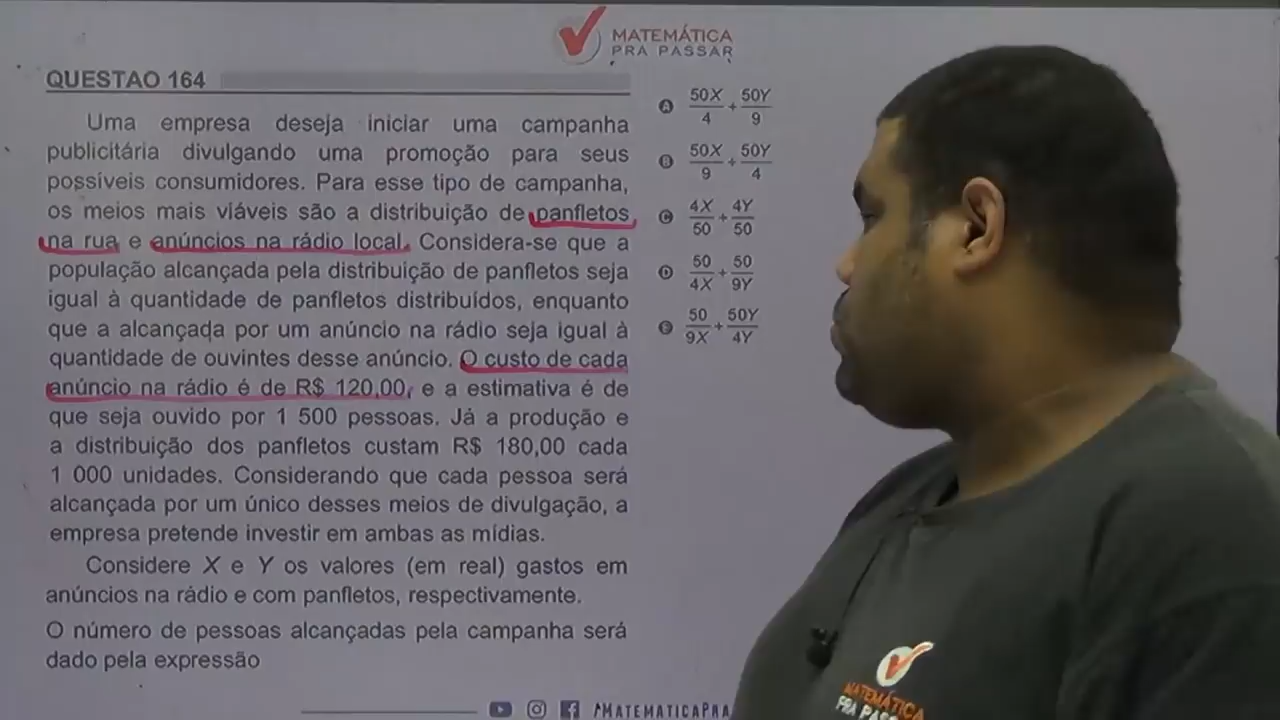 MATEMÁTICA
PRA PASSAR
QUESTAO 164
Uma empresa deseja iniciar uma campanha
publicitária divulgando uma promoção para seus
possíveis consumidores. Para esse tipo de campanha,
os meios mais viáveis são a distribuição de panfletos
na rua e anúncios na rádio local. Considera-se que a
população alcançada pela distribuição de panfletos seja
igual à quantidade de panfletos distribuídos, enquanto
que a alcançada por um anúncio na rádio seja igual à
quantidade de ouvintes desse anúncio. O custo de cada
anúncio na rádio é de R$ 120,00, e a estimativa é de
que seja ouvido por 1 500 pessoas. Já a produção e
a distribuição dos panfletos custam R$ 180,00 cada
1 000 unidades. Considerando que cada pessoa será
alcançada por um único desses meios de divulgação, a
empresa pretende investir em ambas as mídias.
Considere X e Y os valores (em real) gastos em
anúncios na rádio e com panfletos, respectivamente.
O número de pessoas alcançadas pela campanha será
dado pela expressão
A 50X/4 + 50Y/9
B 50X/9 + 50Y/4
C 4X/50 + 4Y/50
D 50/4X + 50/9Y
E 50/9X + 50Y/4Y
MATEMÁTICA
PRA PASS
/MATEMATICAPRA